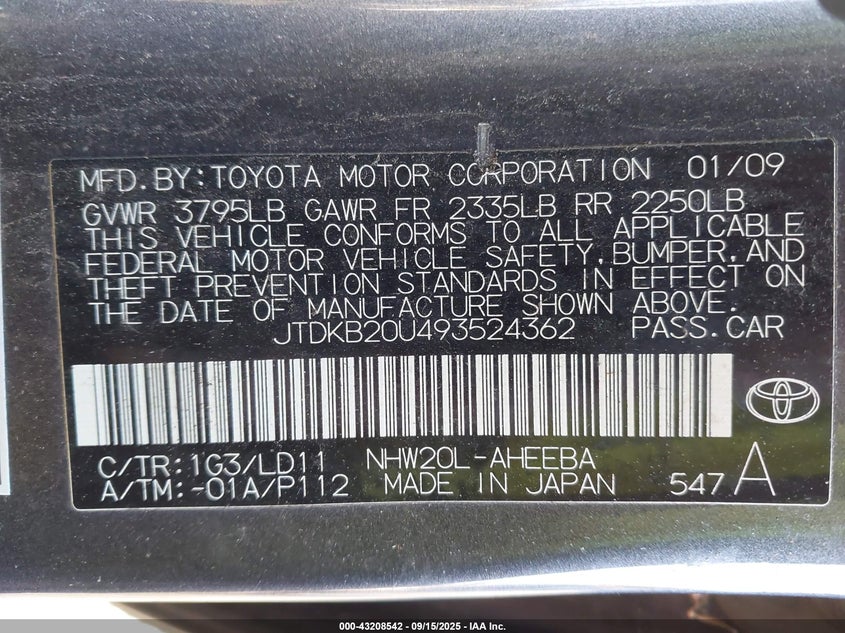 MFD.BY:TOYOTA MOTOR CORPORATION 01/09
GVWR 3795LB GAWR FR 2335LB RR 2250LB
THIS VEHICLE CONFORMS TO ALL APPLICABLE
FEDERAL MOTOR VEHICLE SAFETY,BUMPER,AND
THEFT PREVENTION STANDARDS IN EFFECT ON
THE DATE OF MANUFACTURE SHOWN ABOVE.
JTDKB20U493524362 PASS.CAR
C/TR:1G3/LD11 NHW20L-AHEEBA
A/TM:-01A/P112 MADE IN JAPAN 547 A
000-43208542 - 09/15/2025 - IAA Inc.